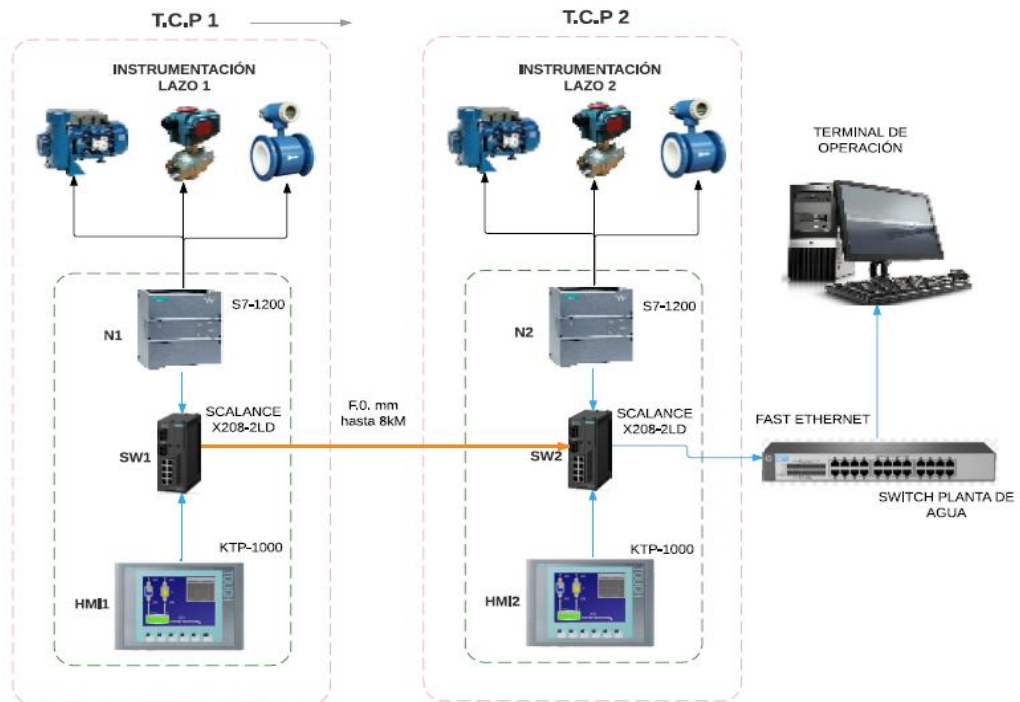 T.C.P 1
T.C.P 2
INSTRUMENTACIÓN
LAZO 1
INSTRUMENTACIÓN
LAZO 2
TERMINAL DE
OPERACIÓN
S7-1200
N1
S7-1200
N2
SCALANCE
X208-2LD
SW1
F.0. mm
hasta 8kM
SCALANCE
X208-2LD
SW2
FAST ETHERNET
SWITCH PLANTA DE
AGUA
KTP-1000
HMI1
KTP-1000
HMI2